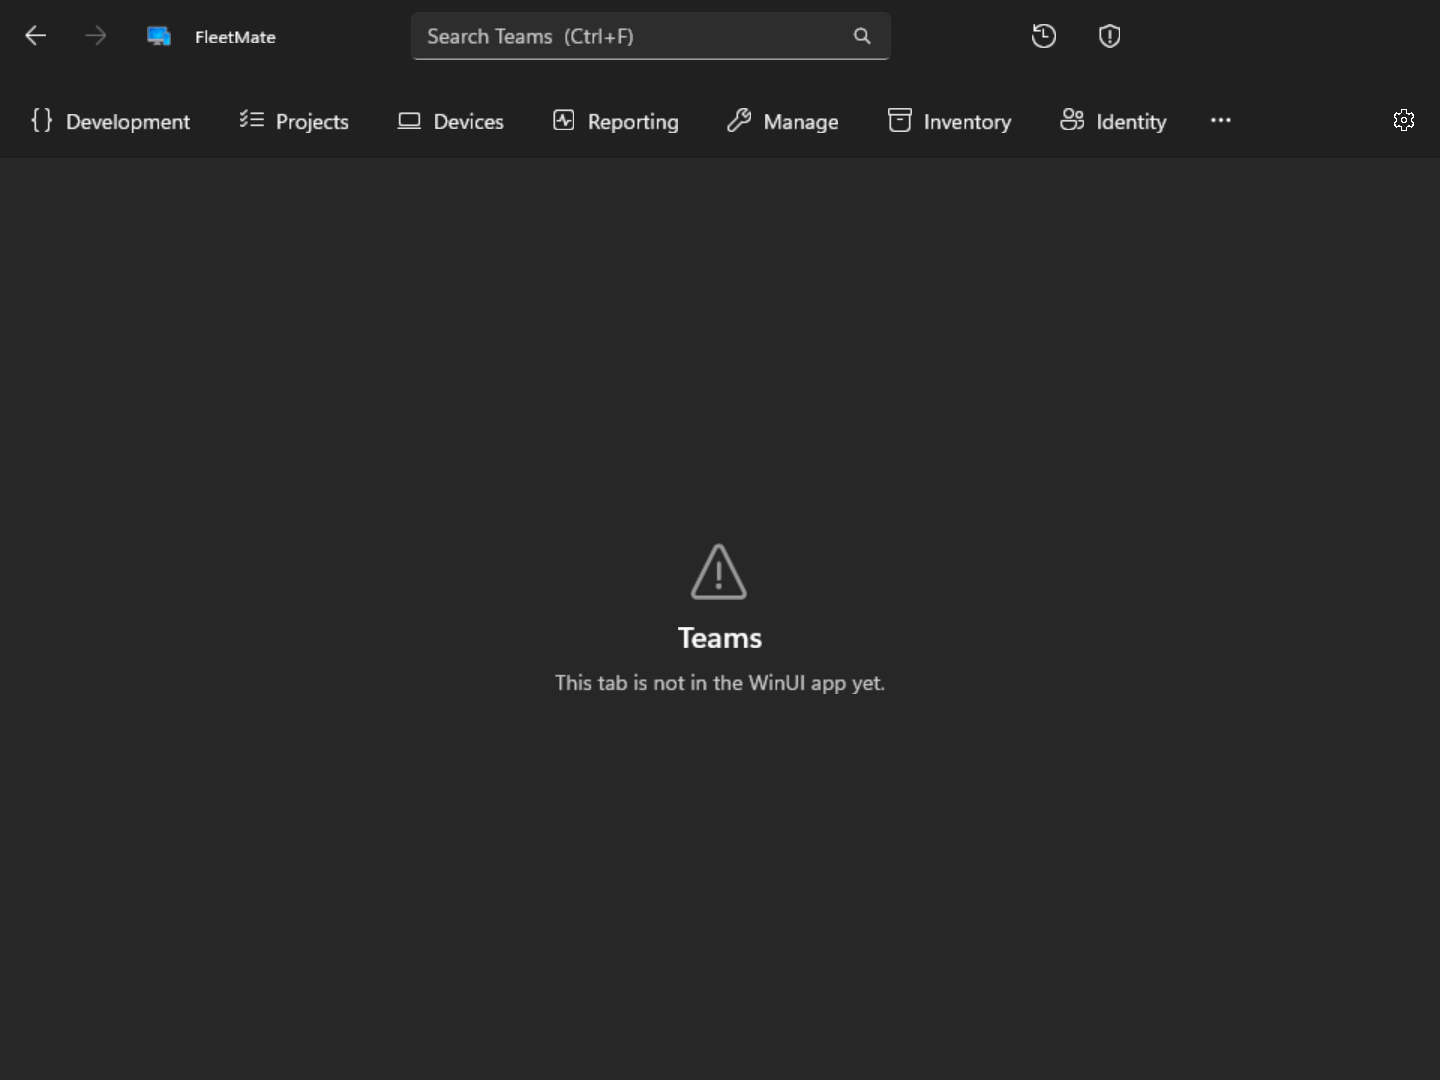 FleetMate
Search Teams (Ctrl+F)
Development
Projects
Devices
Reporting
Manage
Inventory
Identity
Teams
This tab is not in the WinUI app yet.